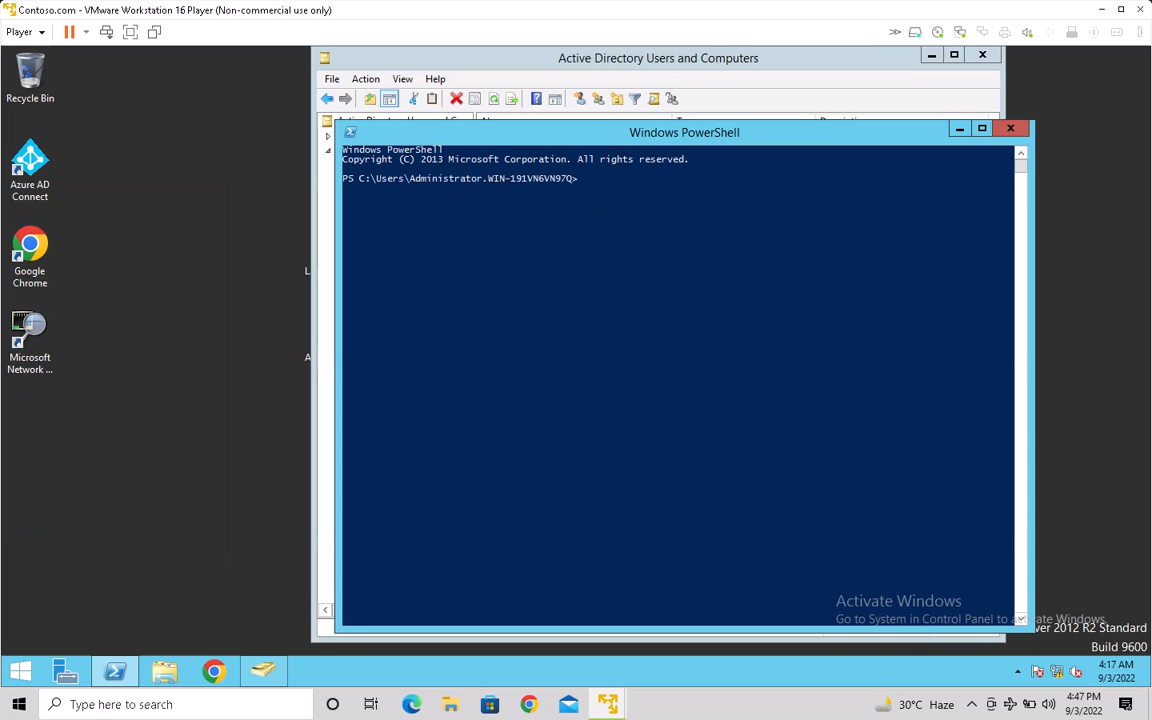 Contoso.com - VMware Workstation 16 Player (Non-commercial use only)
Player
Active Directory Users and Computers
File Action View Help
Recycle Bin
Windows PowerShell
Windows PowerShell
Copyright (C) 2013 Microsoft Corporation. All rights reserved.
PS C:\Users\Administrator.WIN-191VN6VN97Q>
Azure AD
Connect
Google
Chrome
Microsoft
Network ...
Activate Windows
Go to System in Control Panel to a
ate Windows.
ver 2012 R2 Standard
Build 9600
4:17 AM
9/3/2022
Type here to search
30°C Haze
4:47 PM
9/3/2022